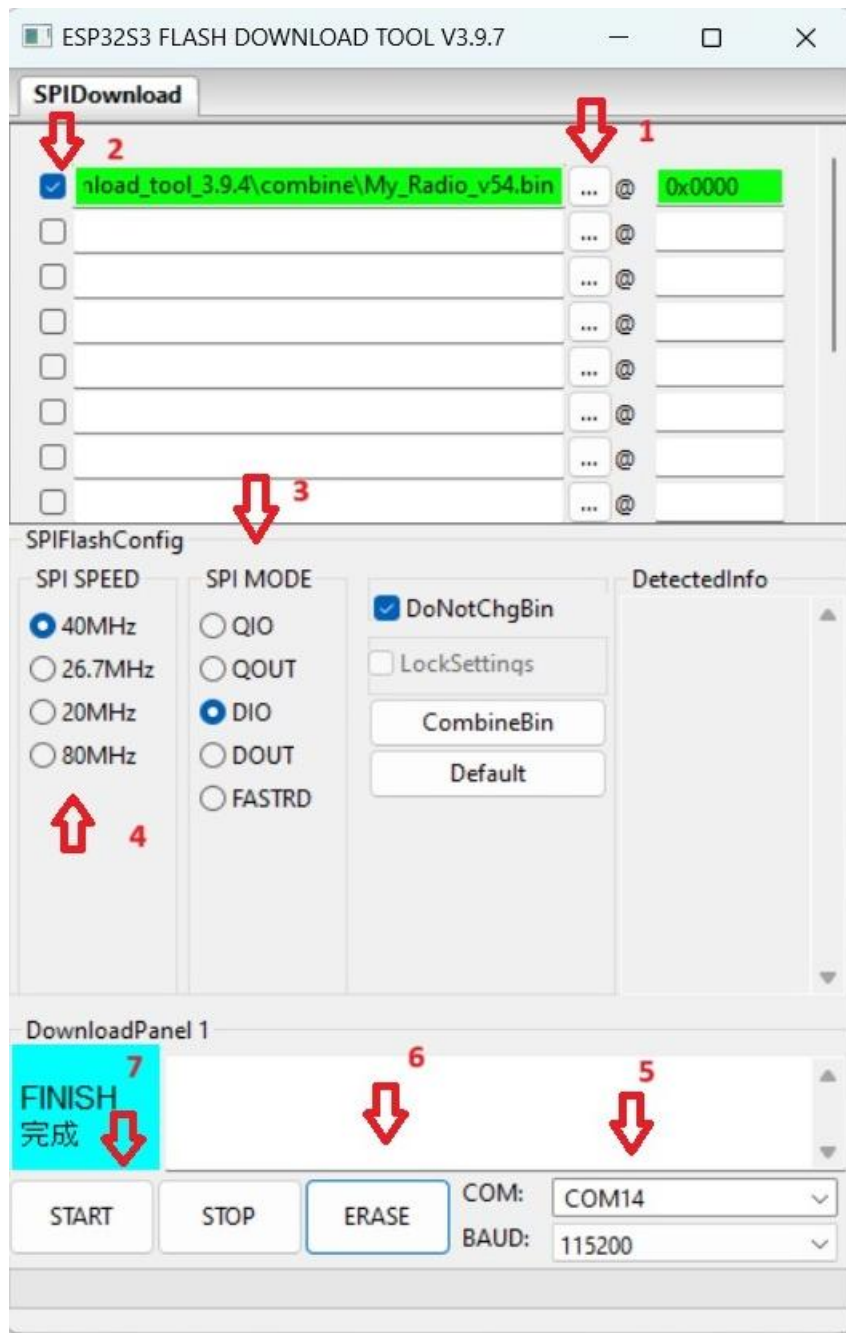 ESP32S3 FLASH DOWNLOAD TOOL V3.9.7
SPIDownload
1
2
nload_tool_3.9.4\combine\My_Radio_v54.bin ... @ 0x0000
... @
... @
... @
... @
... @
... @
... @
3
SPIFlashConfig
SPI SPEED
40MHz
26.7MHz
20MHz
80MHz
4
SPI MODE
QIO
QOUT
DIO
DOUT
FASTRD
DoNotChgBin
LockSettings
CombineBin
Default
DetectedInfo
DownloadPanel 1
7
6
5
FINISH
完成
START STOP ERASE
COM: COM14
BAUD: 115200